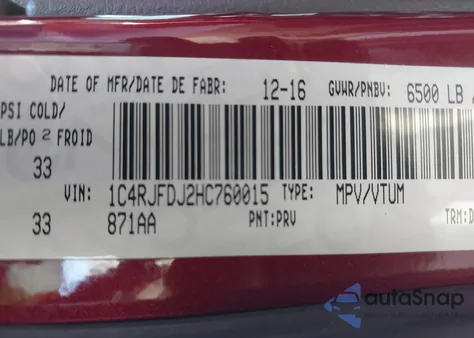 DATE OF MFR/DATE DE FABR: 12-16 GVWR/PNBV: 6500 LB
PSI COLD/
LB/PO 2 FROID
33
VIN: 1C4RJFDJ2HC760015 TYPE: MPV/VTUM
33 871AA PNT:PRV TRM:D
autoSnap